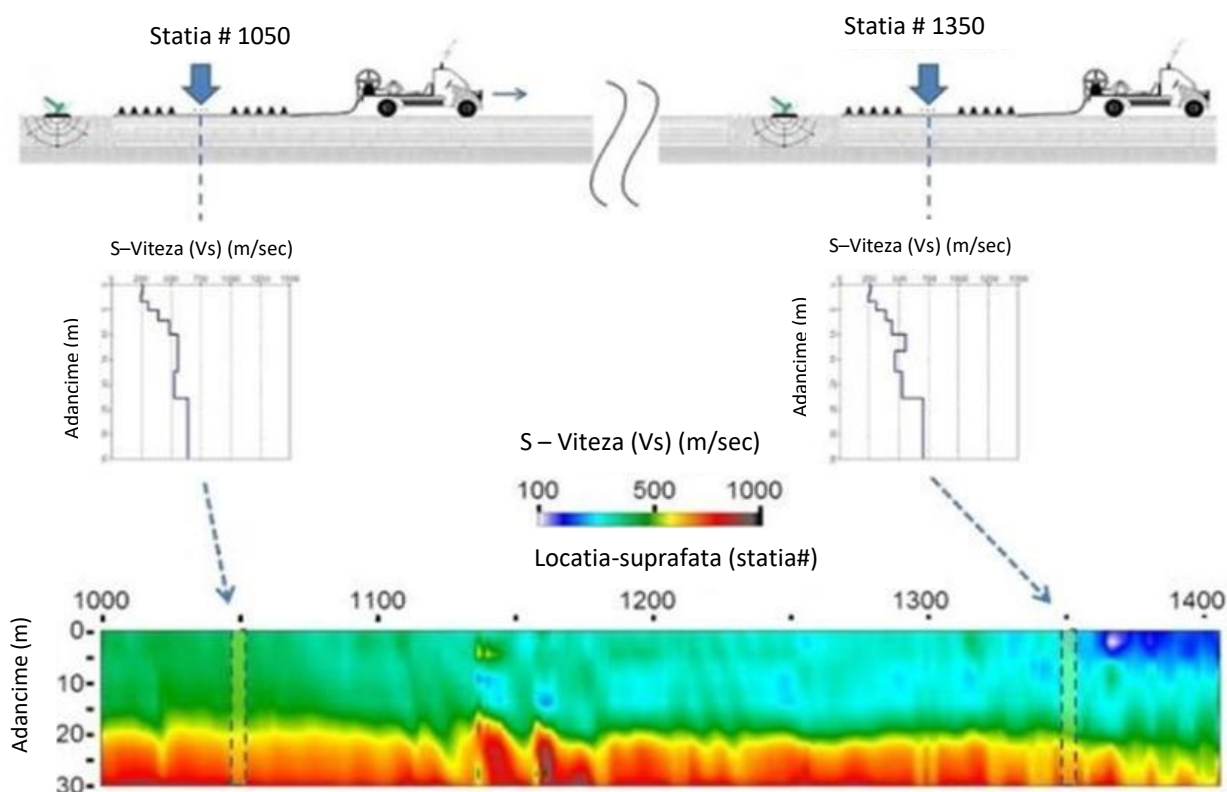 Statia # 1050
Statia # 1350
S–Viteza (Vs) (m/sec)
Adancime (m)
S–Viteza (Vs) (m/sec)
Adancime (m)
S – Viteza (Vs) (m/sec)
100 500 1000
Locatia-suprafata (statia#)
1000 1100 1200 1300 1400
Adancime (m)
0
10
20
30